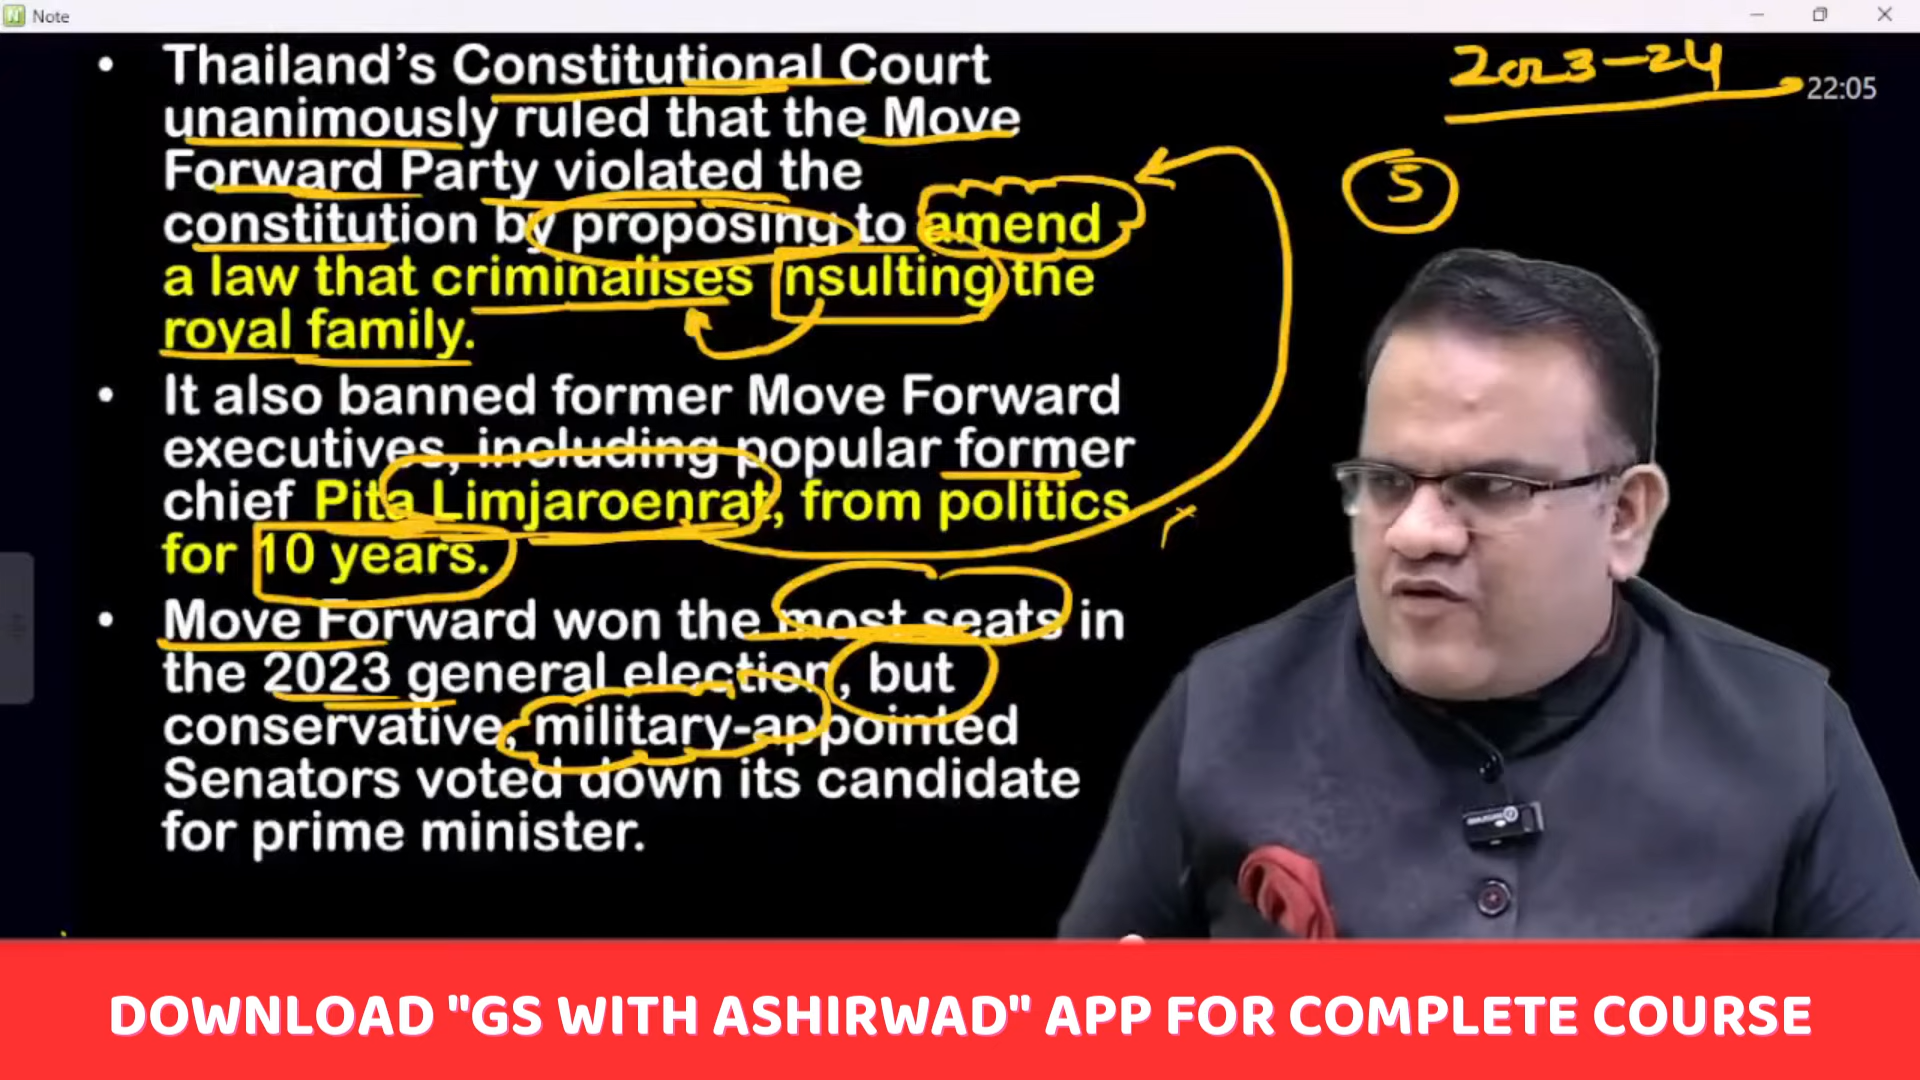 Note
2023-24
22:05
5
• Thailand's Constitutional Court
unanimously ruled that the Move
Forward Party violated the
constitution by proposing to amend
a law that criminalises nsulting the
royal family.
• It also banned former Move Forward
executives, including popular former
chief Pita Limjaroenrat, from politics
for 10 years.
• Move Forward won the most seats in
the 2023 general election, but
conservative, military-appointed
Senators voted down its candidate
for prime minister.
DOWNLOAD "GS WITH ASHIRWAD" APP FOR COMPLETE COURSE